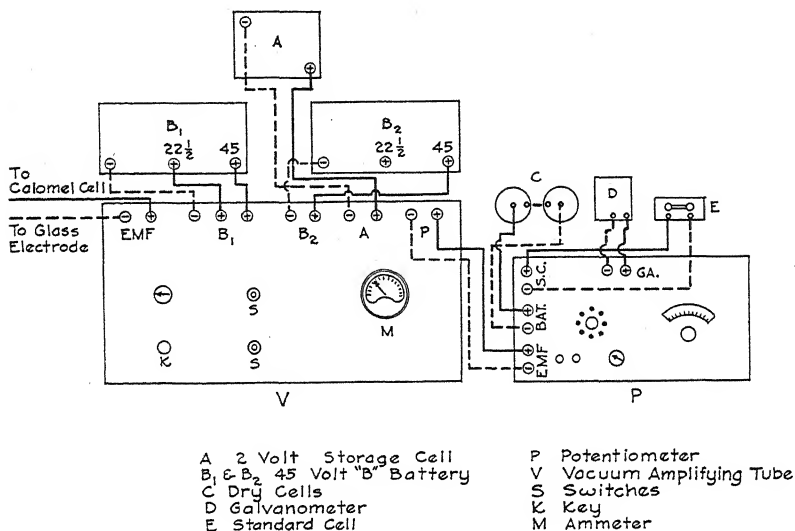 A
B₁
22½ 45
B₂
22½ 45
To
Calomel Cell
To Glass
Electrode
EMF B₁ B₂ A P
C
D
E
S.C.
GA.
BAT.
EMF
S
M
K
S
V
P
A 2 Volt Storage Cell
B₁ & B₂ 45 Volt "B" Battery
C Dry Cells
D Galvanometer
E Standard Cell
P Potentiometer
V Vacuum Amplifying Tube
S Switches
K Key
M Ammeter